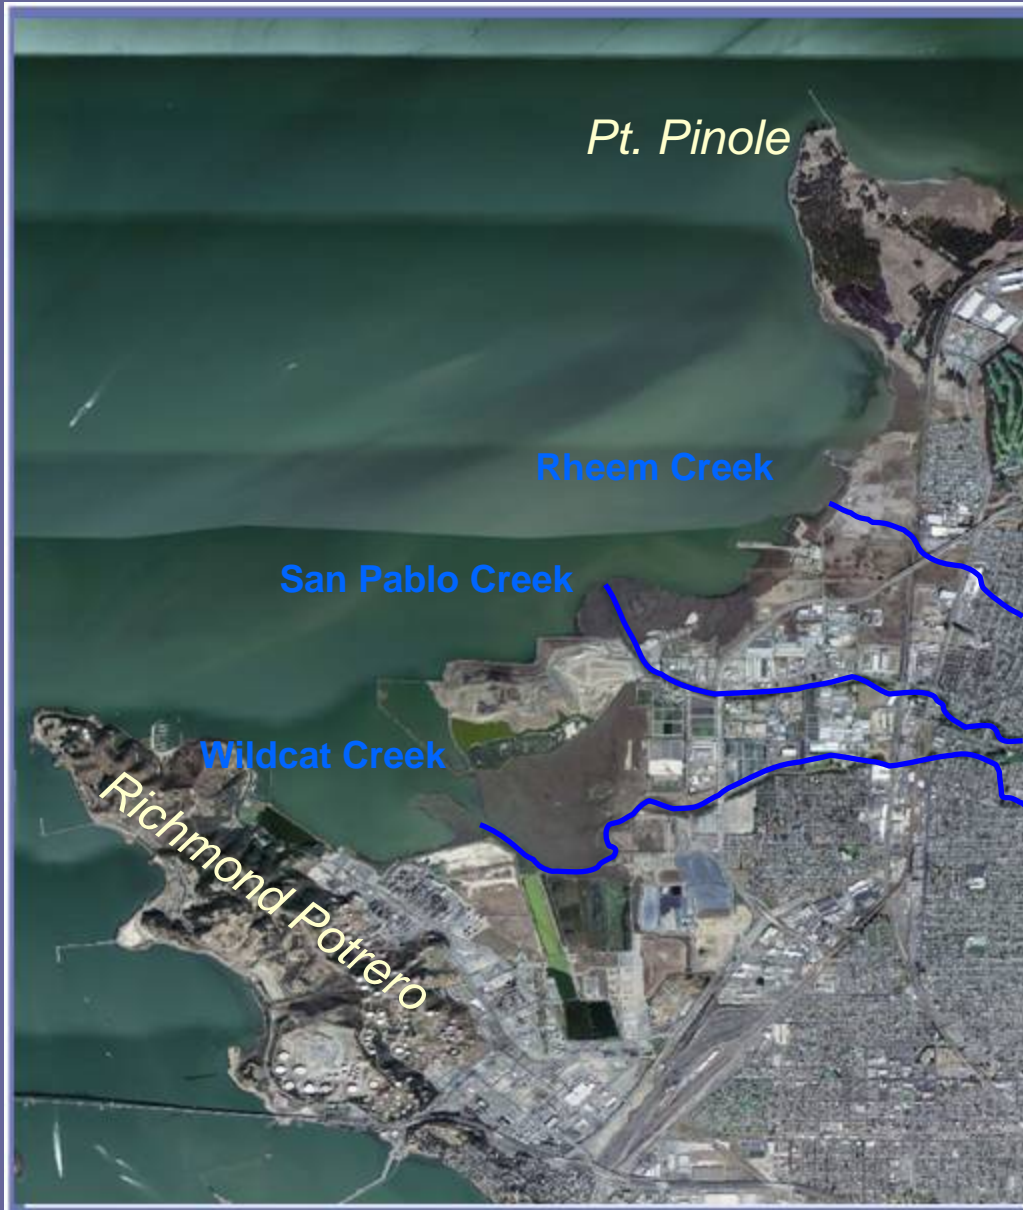 Pt. Pinole
Rheem Creek
San Pablo Creek
Wildcat Creek
Richmond Potrero